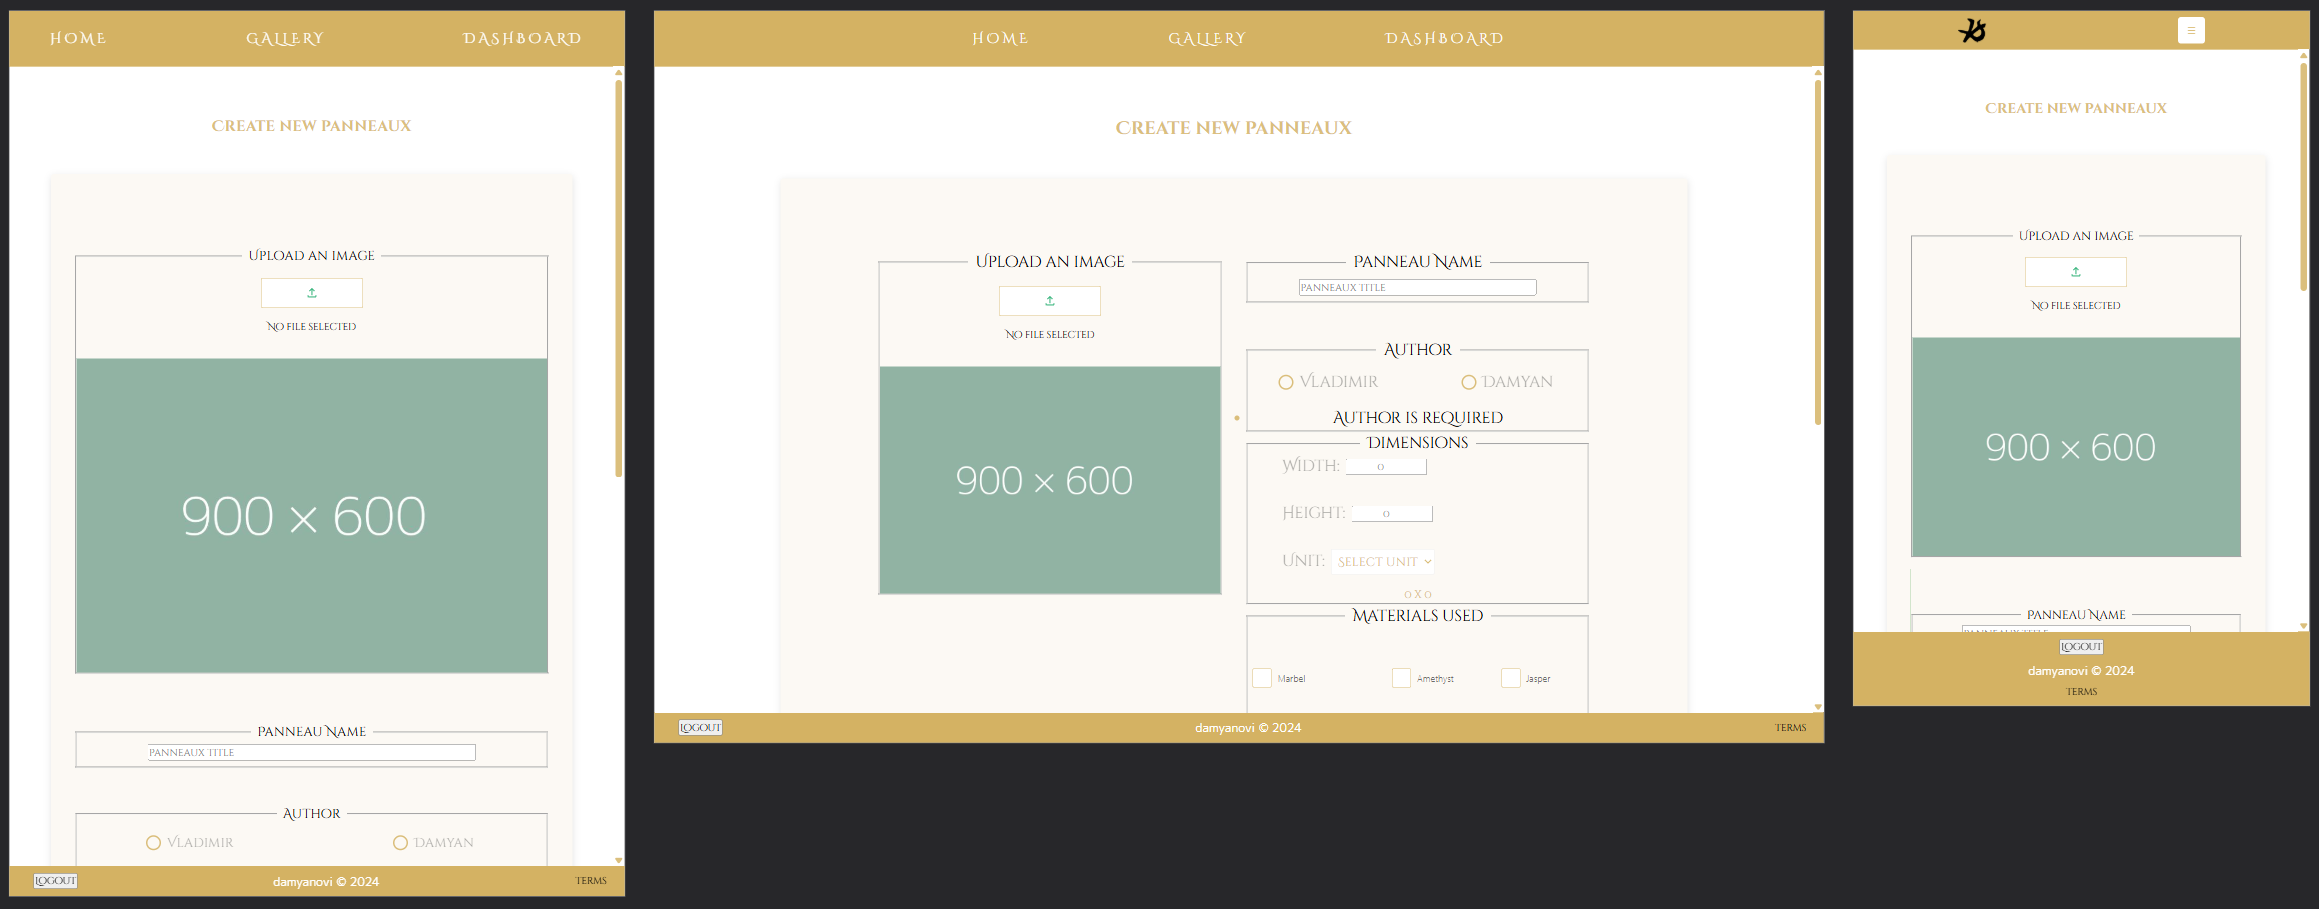 HOME GALLERY DASHBOARD
CREATE NEW PANNEAUX
UPLOAD AN IMAGE
NO FILE SELECTED
900 × 600
PANNEAU NAME
PANNEAUX TITLE
AUTHOR
VLADIMIR DAMYAN
LOGOUT damyanovi © 2024 TERMS
HOME GALLERY DASHBOARD
CREATE NEW PANNEAUX
UPLOAD AN IMAGE
NO FILE SELECTED
900 × 600
PANNEAU NAME
PANNEAUX TITLE
AUTHOR
VLADIMIR DAMYAN
AUTHOR IS REQUIRED
DIMENSIONS
WIDTH: 0
HEIGHT: 0
UNIT: SELECT UNIT
0 X 0
MATERIALS USED
Marbel Amethyst Jasper
LOGOUT damyanovi © 2024 TERMS
CREATE NEW PANNEAUX
UPLOAD AN IMAGE
NO FILE SELECTED
900 × 600
PANNEAU NAME
PANNEAUX TITLE
LOGOUT
damyanovi © 2024
TERMS